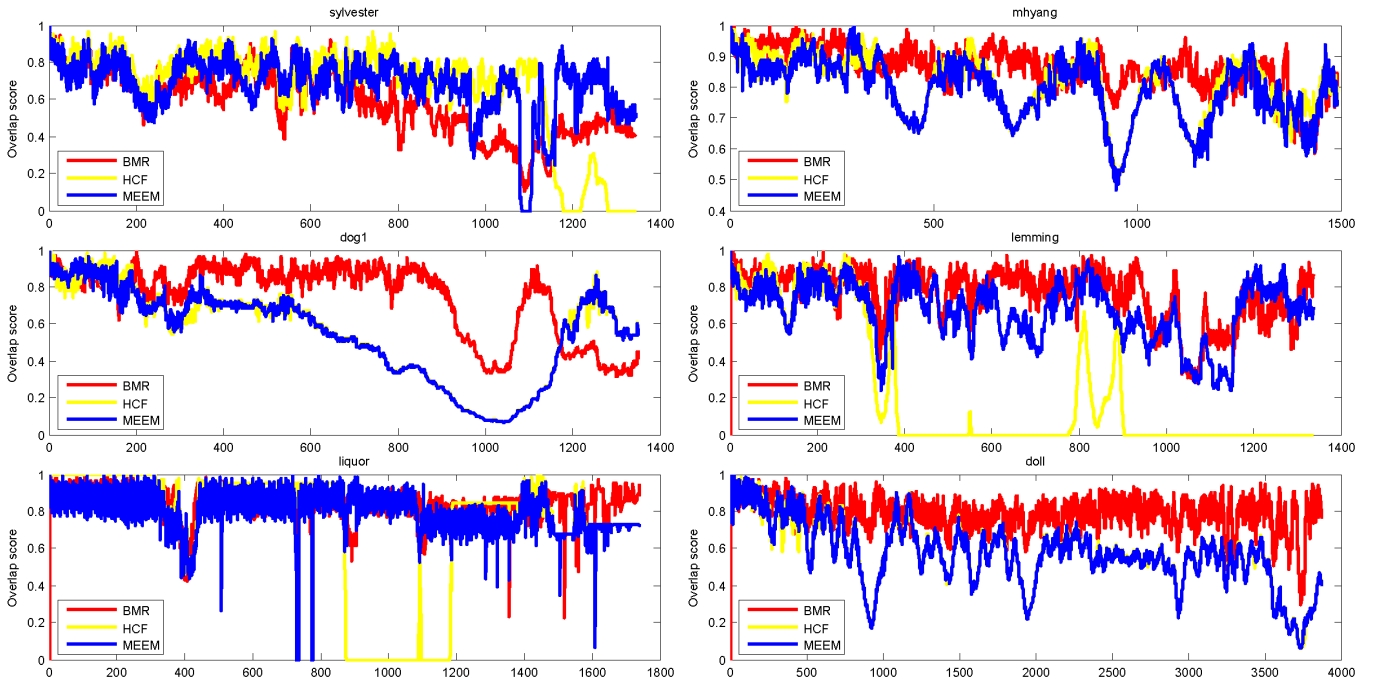 sylvester
Overlap score
1
0.8
0.6
0.4
0.2
0
BMR
HCF
MEEM
0 200 400 600 800 1000 1200 1400
mhyang
Overlap score
1
0.9
0.8
0.7
0.6
0.5
0.4
BMR
HCF
MEEM
0 500 1000 1500
dog1
Overlap score
1
0.8
0.6
0.4
0.2
0
BMR
HCF
MEEM
0 200 400 600 800 1000 1200 1400
lemming
Overlap score
1
0.8
0.6
0.4
0.2
0
BMR
HCF
MEEM
0 200 400 600 800 1000 1200 1400
liquor
Overlap score
1
0.8
0.6
0.4
0.2
0
BMR
HCF
MEEM
0 200 400 600 800 1000 1200 1400 1600 1800
doll
Overlap score
1
0.8
0.6
0.4
0.2
0
BMR
HCF
MEEM
0 500 1000 1500 2000 2500 3000 3500 4000